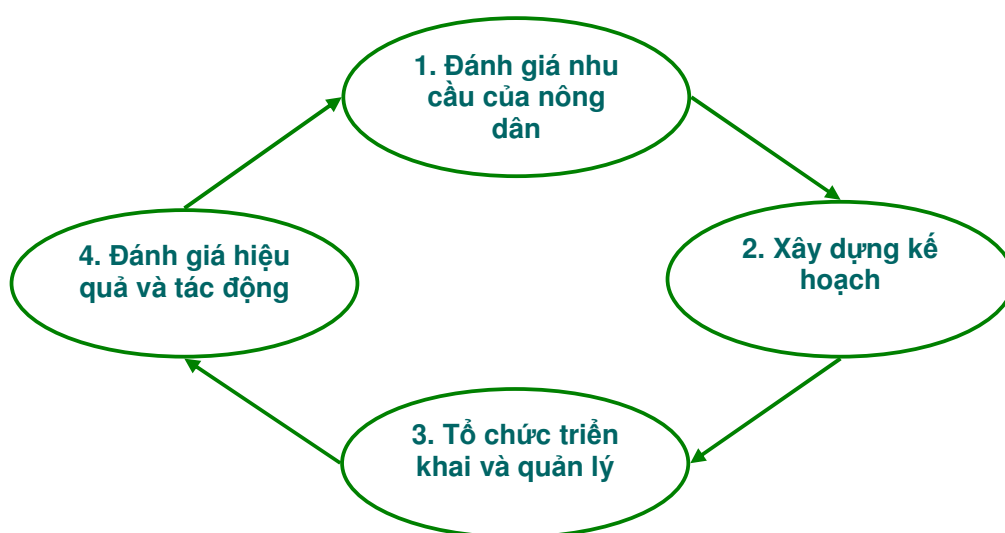 1. Đánh giá nhu
cầu của nông
dân
2. Xây dựng kế
hoạch
3. Tổ chức triển
khai và quản lý
4. Đánh giá hiệu
quả và tác động